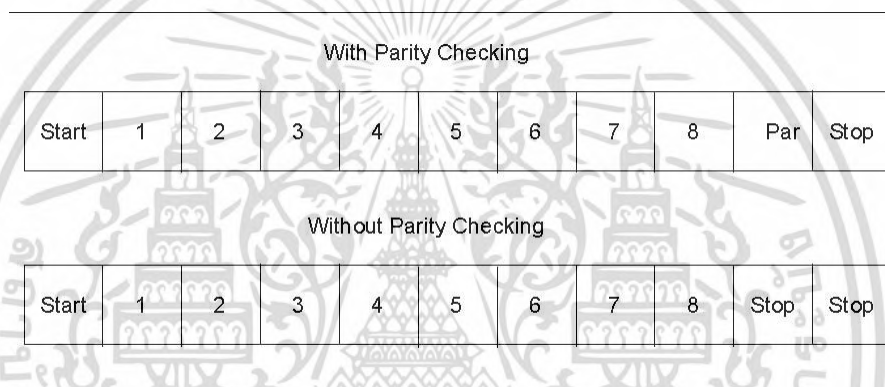 With Parity Checking
Start 1 2 3 4 5 6 7 8 Par Stop
Without Parity Checking
Start 1 2 3 4 5 6 7 8 Stop Stop